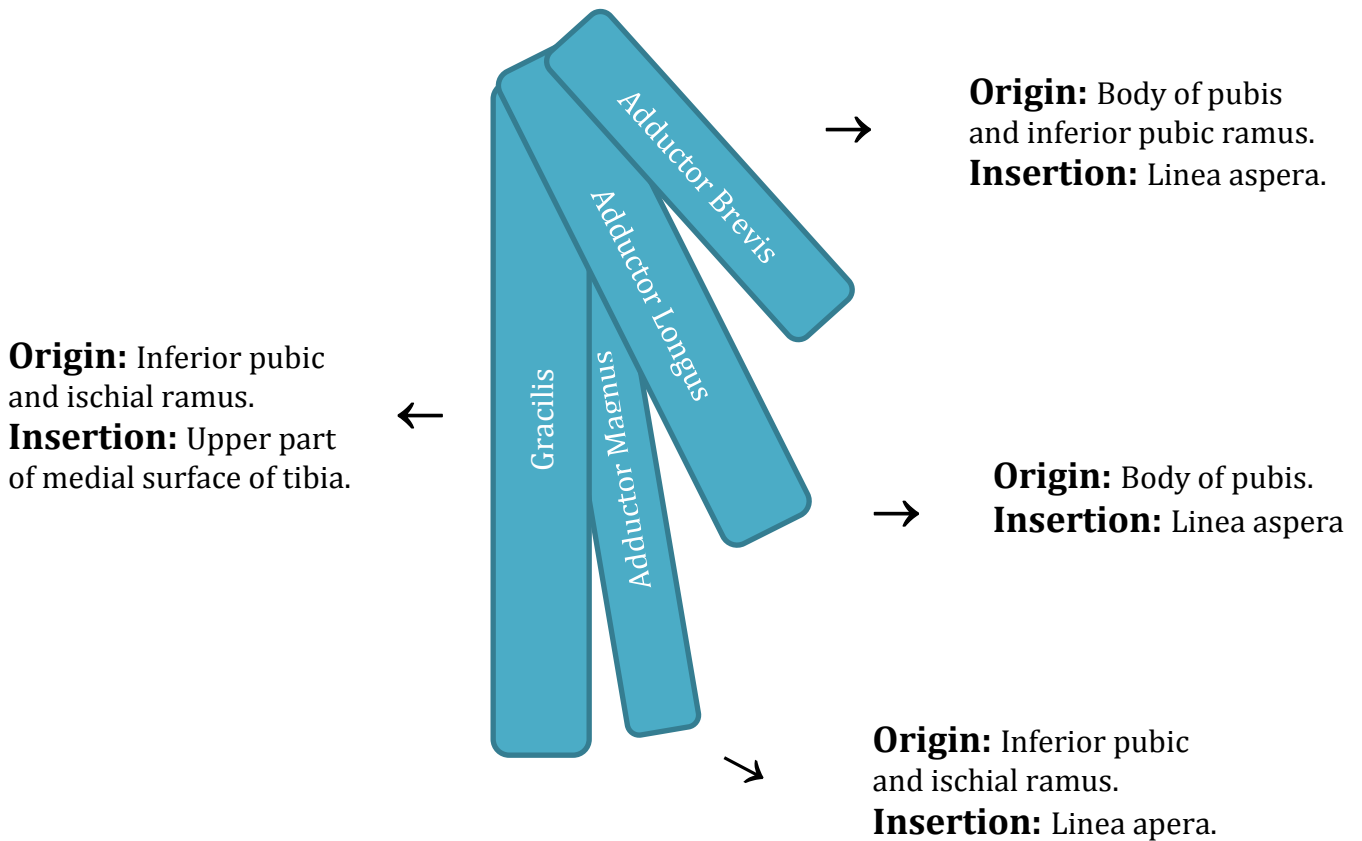 Adductor Brevis
Origin: Body of pubis
and inferior pubic ramus.
Insertion: Linea aspera.
Adductor Longus
Origin: Inferior pubic
and ischial ramus.
Insertion: Upper part
of medial surface of tibia.
Gracilis
Adductor Magnus
Origin: Body of pubis.
Insertion: Linea aspera
Origin: Inferior pubic
and ischial ramus.
Insertion: Linea apera.